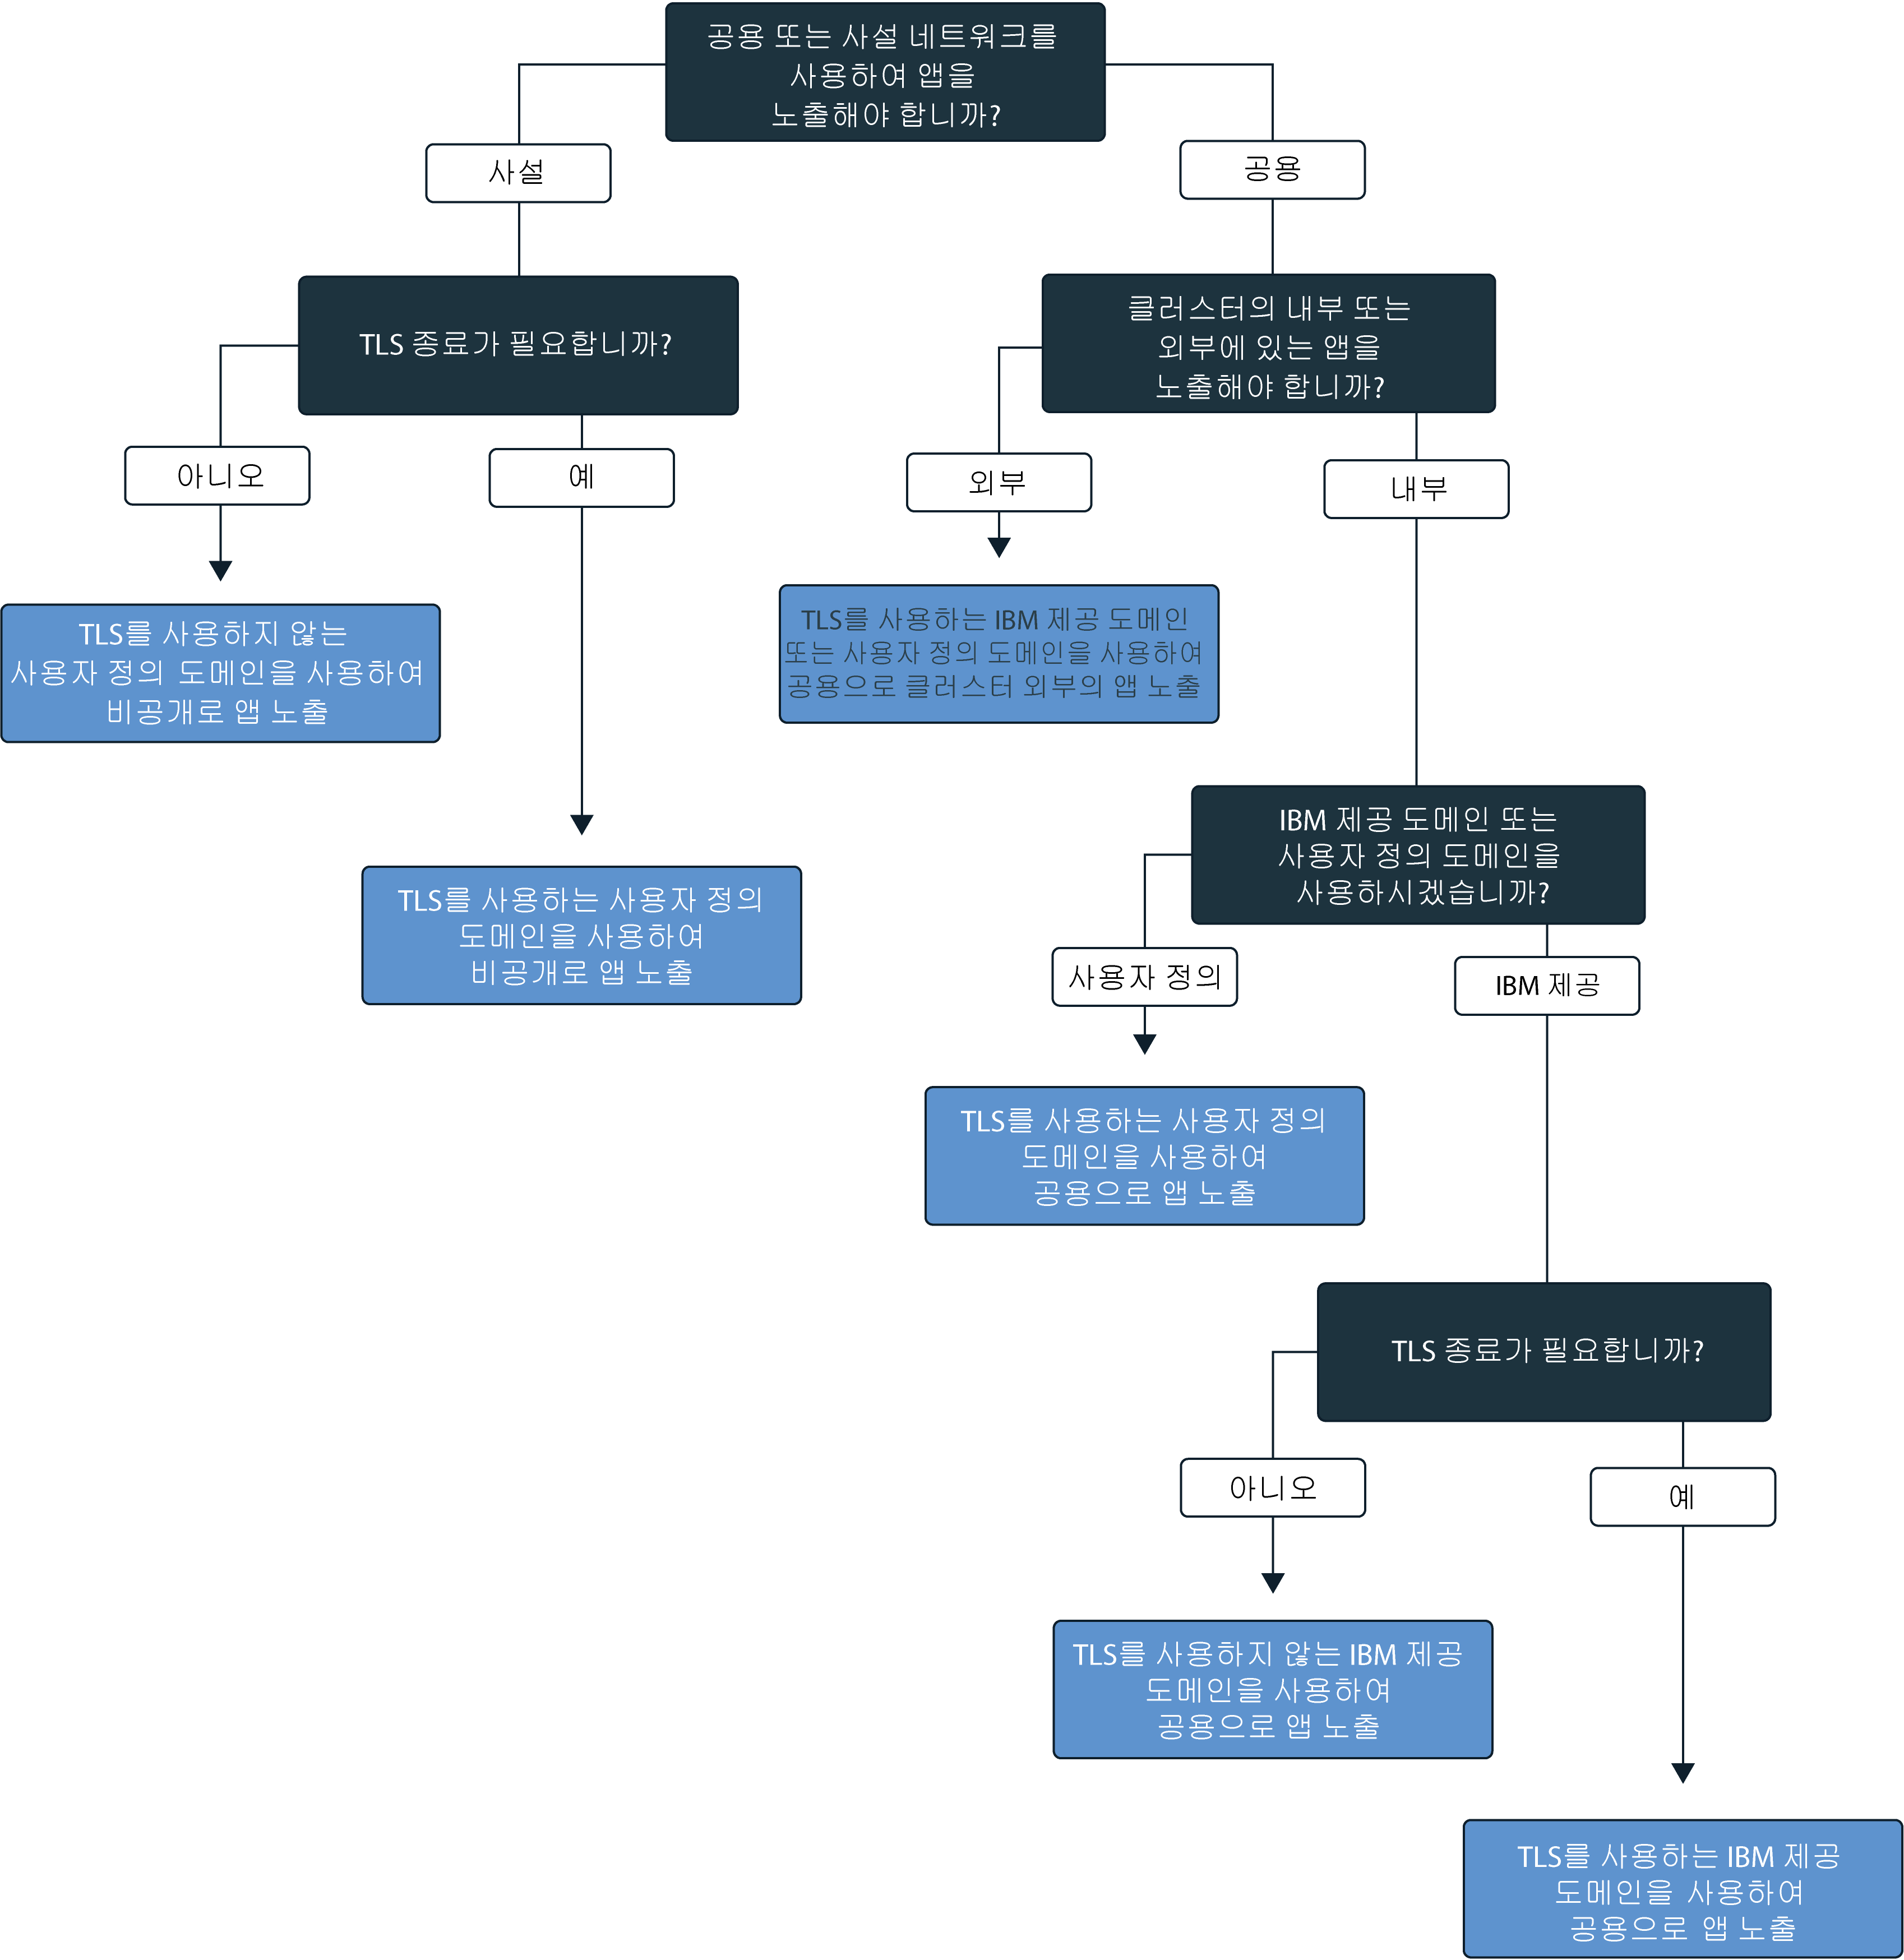 공용 또는 사설 네트워크를
사용하여 앱을
노출해야 합니까?
사설
공용
TLS 종료가 필요합니까?
클러스터의 내부 또는
외부에 있는 앱을
노출해야 합니까?
아니오
예
외부
내부
TLS를 사용하지 않는
사용자 정의 도메인을 사용하여
비공개로 앱 노출
TLS를 사용하는 IBM 제공 도메인
또는 사용자 정의 도메인을 사용하여
공용으로 클러스터 외부의 앱 노출
IBM 제공 도메인 또는
사용자 정의 도메인을
사용하시겠습니까?
TLS를 사용하는 사용자 정의
도메인을 사용하여
비공개로 앱 노출
사용자 정의
IBM 제공
TLS를 사용하는 사용자 정의
도메인을 사용하여
공용으로 앱 노출
TLS 종료가 필요합니까?
아니오
예
TLS를 사용하지 않는 IBM 제공
도메인을 사용하여
공용으로 앱 노출
TLS를 사용하는 IBM 제공
도메인을 사용하여
공용으로 앱 노출